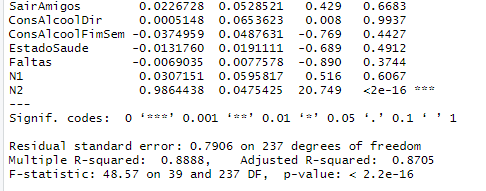 SairAmigos 0.0226728 0.0528521 0.429 0.6683
ConsAlcoolDir 0.0005148 0.0653623 0.008 0.9937
ConsAlcoolFimSem -0.0374959 0.0487631 -0.769 0.4427
EstadoSaude -0.0131760 0.0191111 -0.689 0.4912
Faltas -0.0069035 0.0077578 -0.890 0.3744
N1 0.0307151 0.0595817 0.516 0.6067
N2 0.9864438 0.0475425 20.749 <2e-16 ***
---
Signif. codes: 0 ‘***’ 0.001 ‘**’ 0.01 ‘*’ 0.05 ‘.’ 0.1 ‘ ’ 1
Residual standard error: 0.7906 on 237 degrees of freedom
Multiple R-squared: 0.8888, Adjusted R-squared: 0.8705
F-statistic: 48.57 on 39 and 237 DF, p-value: < 2.2e-16